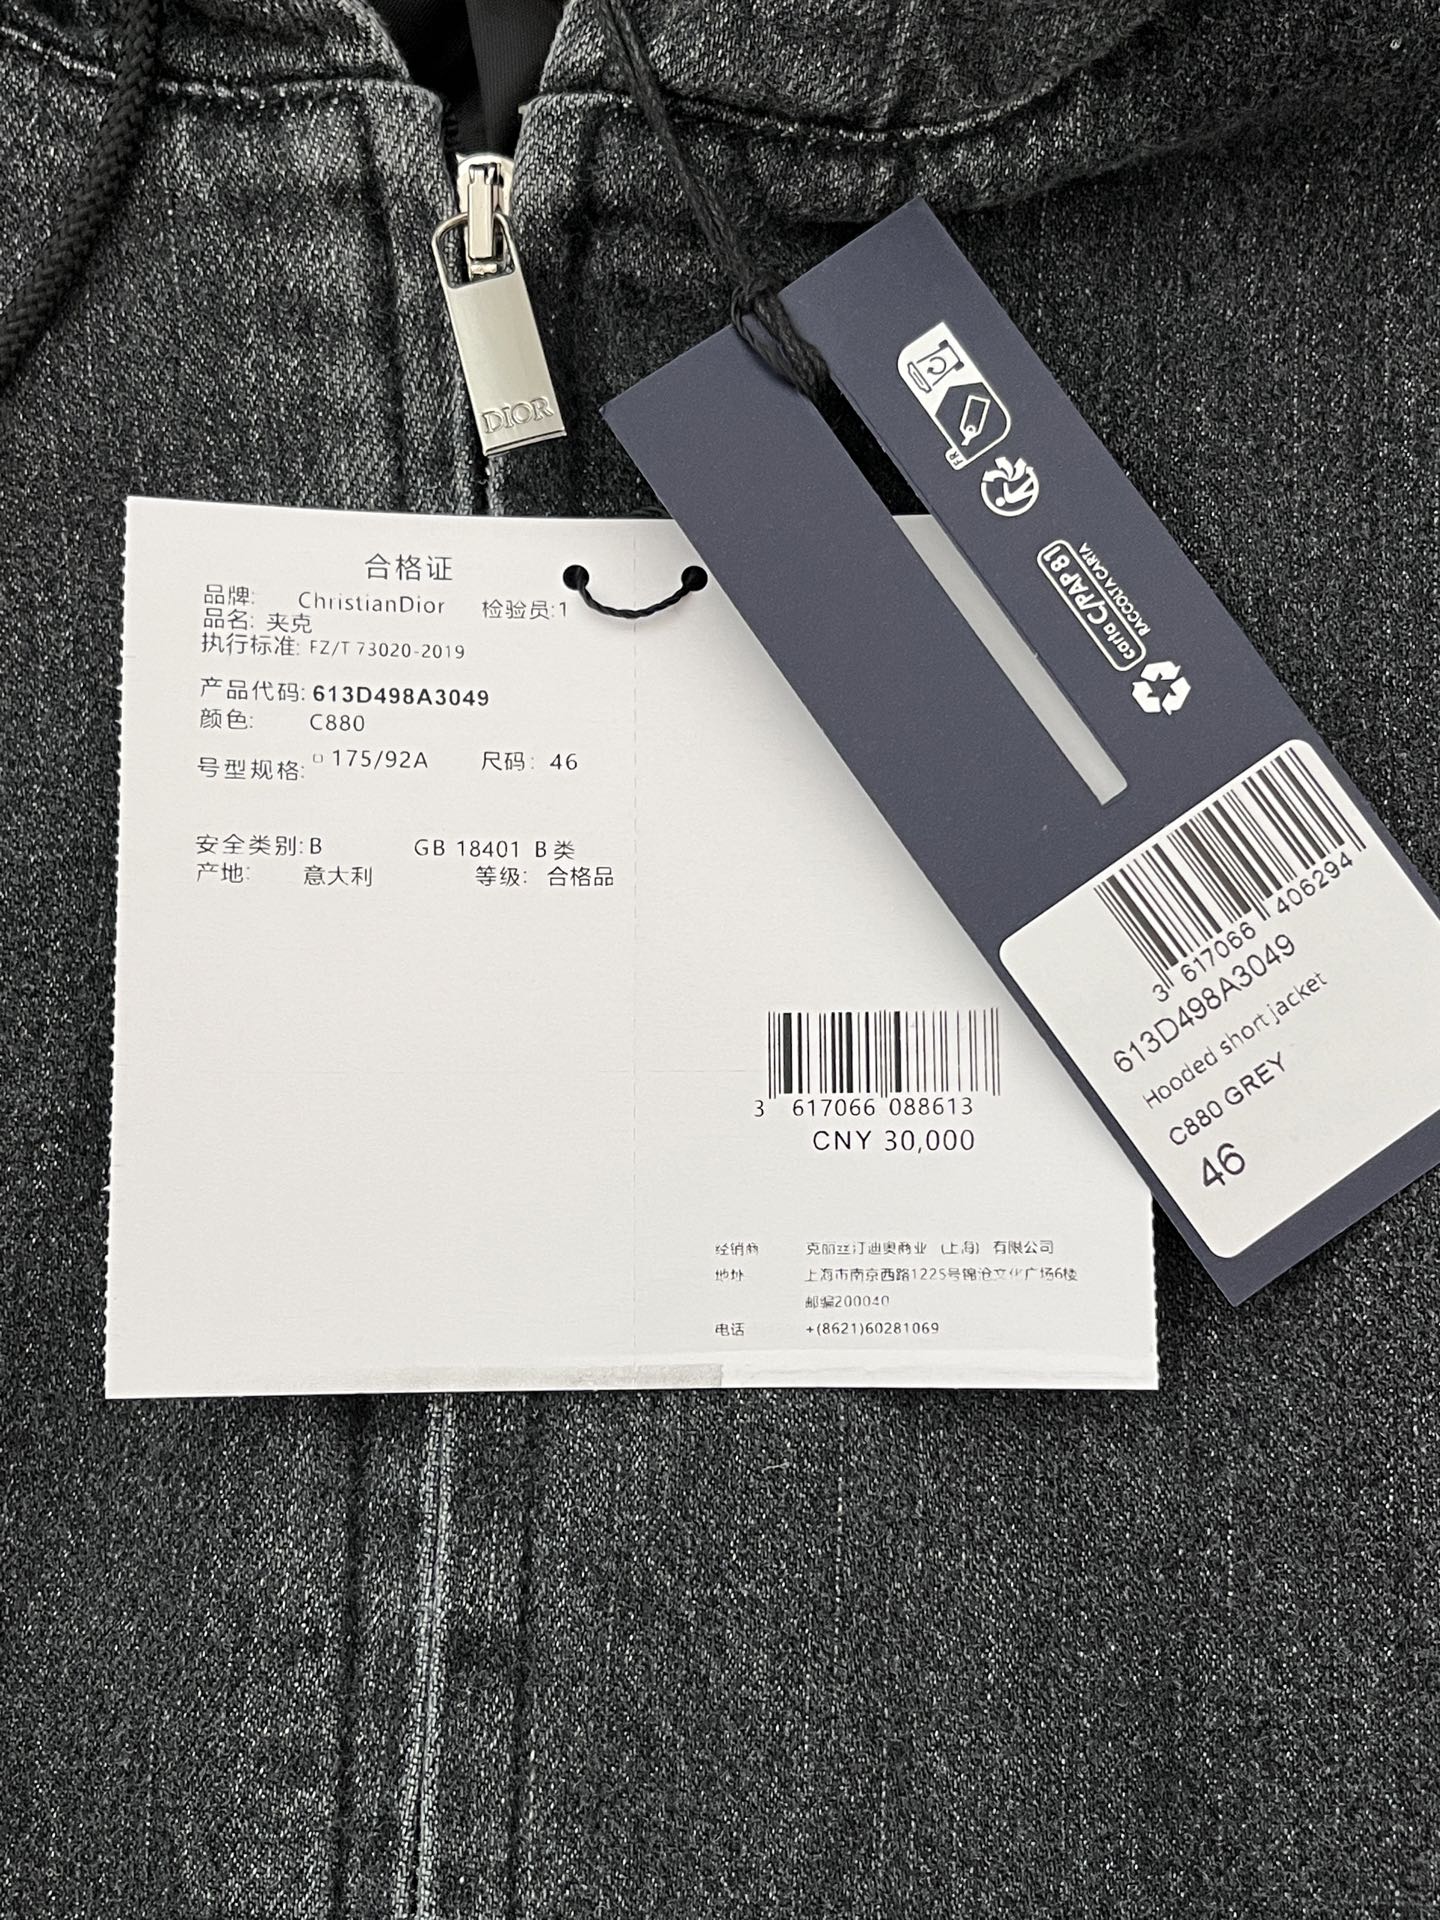 DIOR
合格证
品牌: ChristianDior 检验员:1
品名: 夹克
执行标准: FZ/T 73020-2019
产品代码: 613D498A3049
颜色: C880
号型规格: 175/92A 尺码: 46
安全类别: B GB 18401 B 类
产地: 意大利 等级: 合格品
3 617066 088613
CNY 30,000
经销商 克丽丝汀迪奥商业 (上海) 有限公司
地址 上海市南京西路1225号锦沧文化广场6楼
邮编200040
电话 +(8621)60281069
FR
carta C/PAP 81
RACCOLTA CARTA
3 617066 406294
613D498A3049
Hooded short jacket
C880 GREY
46